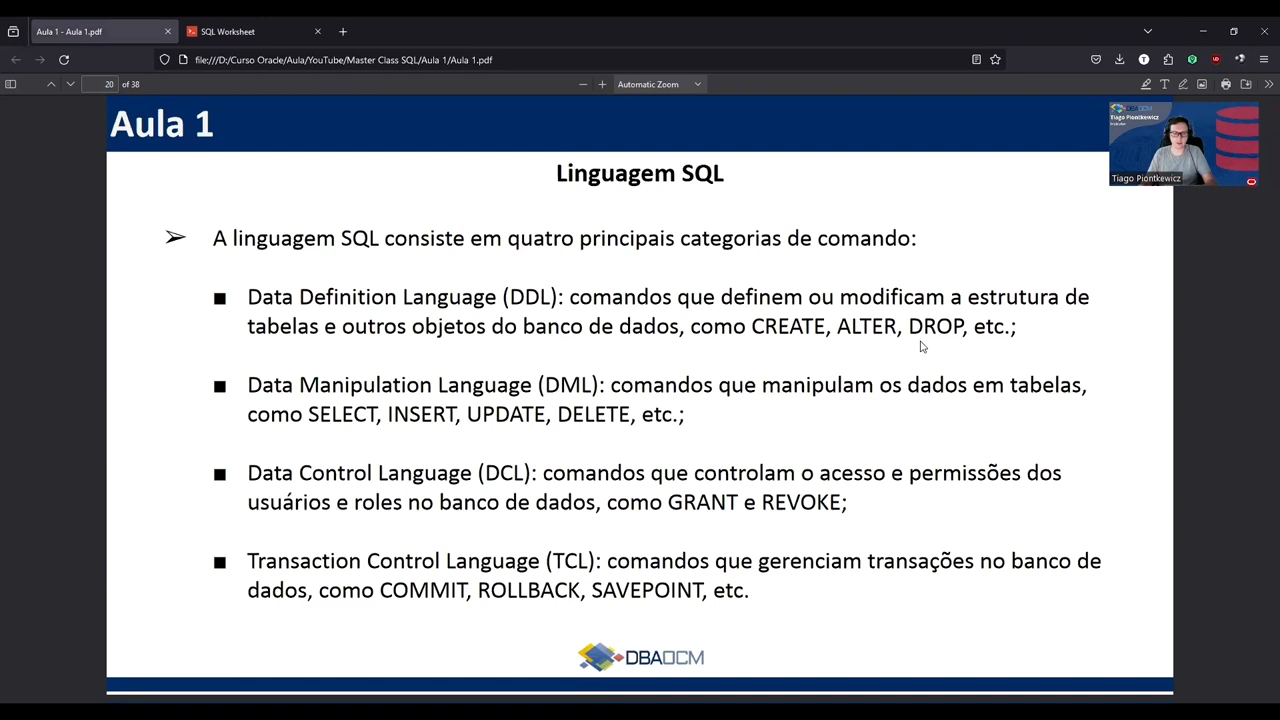 Aula 1 - Aula 1.pdf
SQL Worksheet
file:///D:/Curso Oracle/Aula/YouTube/Master Class SQL/Aula 1/Aula 1.pdf
20 of 38
Automatic Zoom
Aula 1
DBAOCM
Tiago Piontkewicz
Tiago Piontkewicz
Linguagem SQL
➢ A linguagem SQL consiste em quatro principais categorias de comando:
■ Data Definition Language (DDL): comandos que definem ou modificam a estrutura de
tabelas e outros objetos do banco de dados, como CREATE, ALTER, DROP, etc.;
■ Data Manipulation Language (DML): comandos que manipulam os dados em tabelas,
como SELECT, INSERT, UPDATE, DELETE, etc.;
■ Data Control Language (DCL): comandos que controlam o acesso e permissões dos
usuários e roles no banco de dados, como GRANT e REVOKE;
■ Transaction Control Language (TCL): comandos que gerenciam transações no banco de
dados, como COMMIT, ROLLBACK, SAVEPOINT, etc.
DBAOCM